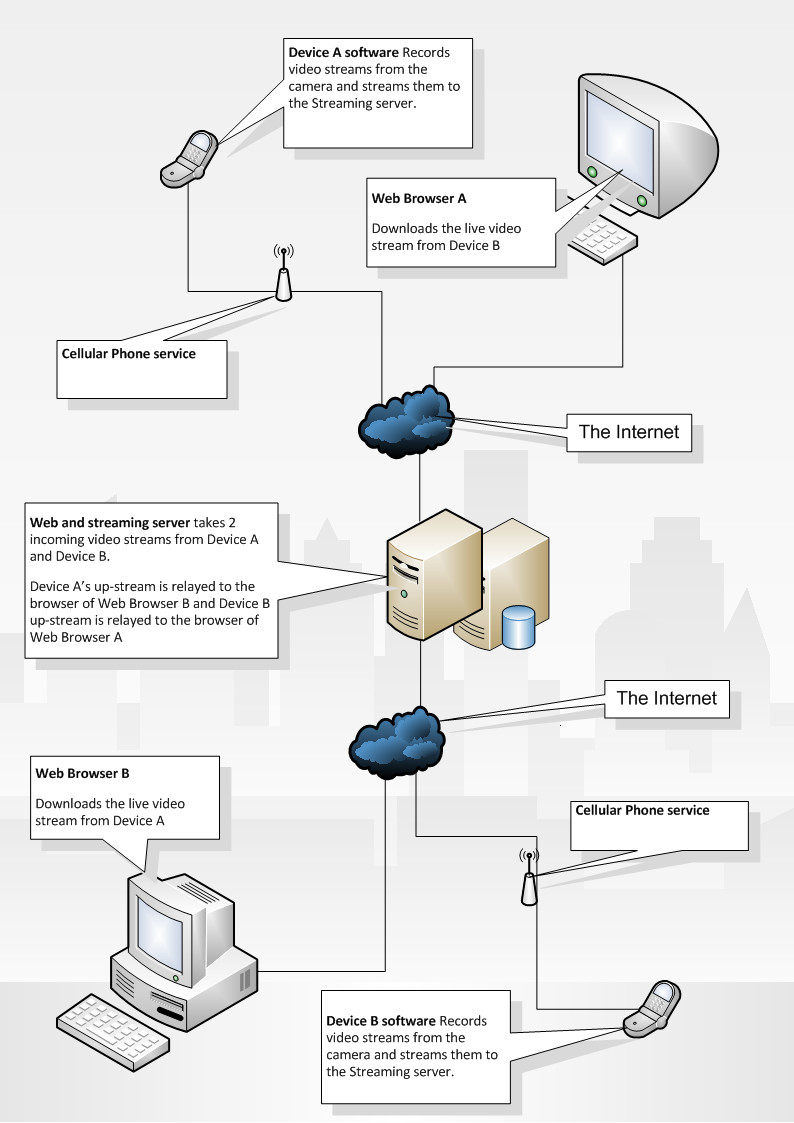 Device A software Records
video streams from the
camera and streams them to
the Streaming server.
Web Browser A
Downloads the live video
stream from Device B
Cellular Phone service
The Internet
Web and streaming server takes 2
incoming video streams from Device A
and Device B.
Device A’s up-stream is relayed to the
browser of Web Browser B and Device B
up-stream is relayed to the browser of
Web Browser A
The Internet
Web Browser B
Downloads the live video
stream from Device A
Cellular Phone service
Device B software Records
video streams from the
camera and streams them to
the Streaming server.